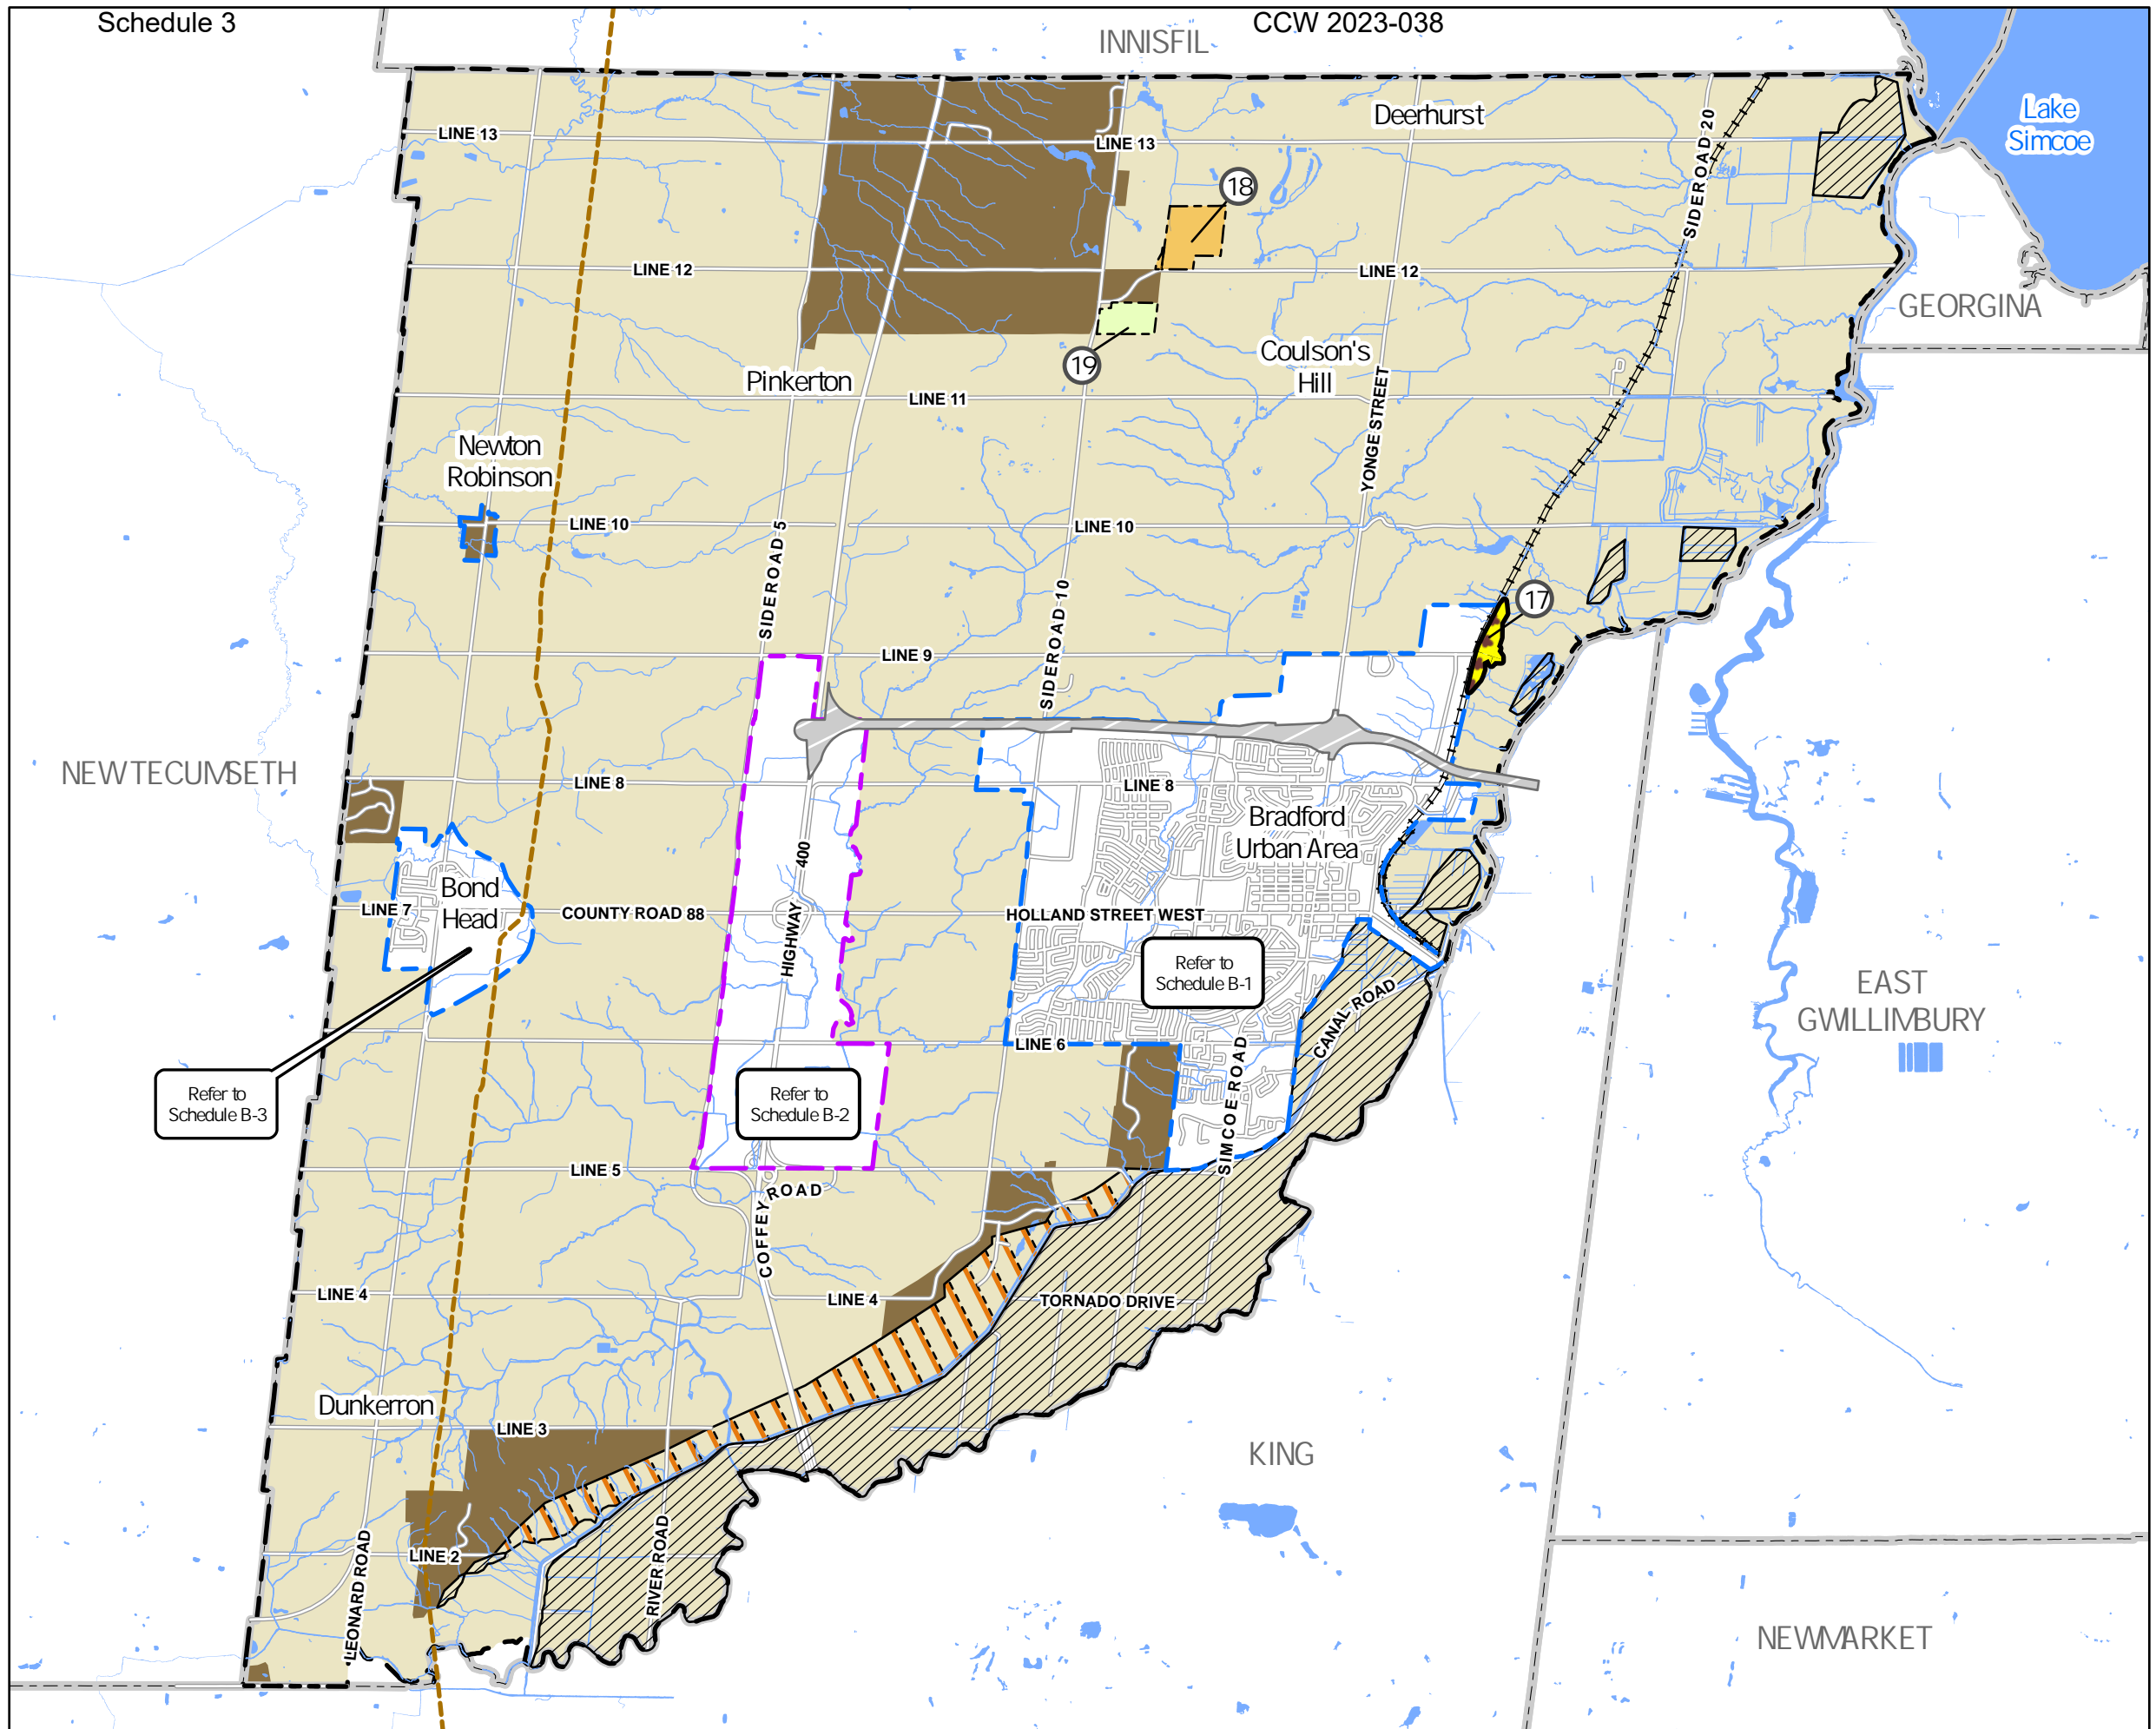 Schedule 3
CCW 2023-038
INNISFIL
Deerhurst
Lake
Simcoe
LINE 13
LINE 13
SIDEROAD 20
18
LINE 12
LINE 12
GEORGINA
19
Coulson's
Hill
Pinkerton
LINE 11
YONGE STREET
Newton
Robinson
LINE 10
SIDEROAD 5
LINE 10
17
SIDEROAD 10
LINE 9
NEW TECUMSETH
LINE 8
LINE 8
Bradford
Urban Area
HIGHWAY 400
Bond
Head
LINE 7
COUNTY ROAD 88
HOLLAND STREET WEST
Refer to
Schedule B-1
EAST
GWILLIMBURY
CANAL ROAD
LINE 6
SIMCOE ROAD
Refer to
Schedule B-3
Refer to
Schedule B-2
LINE 5
COFFEY ROAD
LINE 4
LINE 4
TORNADO DRIVE
Dunkerron
LINE 3
KING
LINE 2
LEONARD ROAD
RIVER ROAD
NEWMARKET